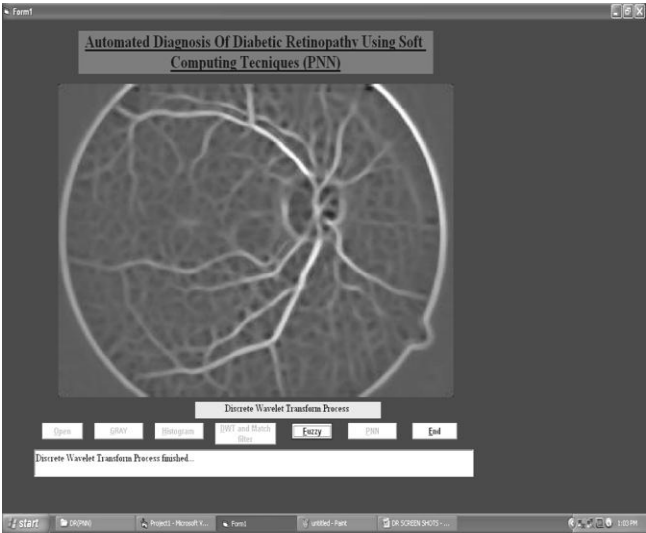 Form1
Automated Diagnosis Of Diabetic Retinopathy Using Soft
Computing Tecniques (PNN)
Discrete Wavelet Transform Process
Open
GRAY
Histogram
DWT and Match
filter
Fuzzy
PNN
End
Discrete Wavelet Transform Process finished...
start
DR(PNN)
Project1 - Microsoft V...
Form1
untitled - Paint
DR SCREEN SHOTS - ...
1:03 PM